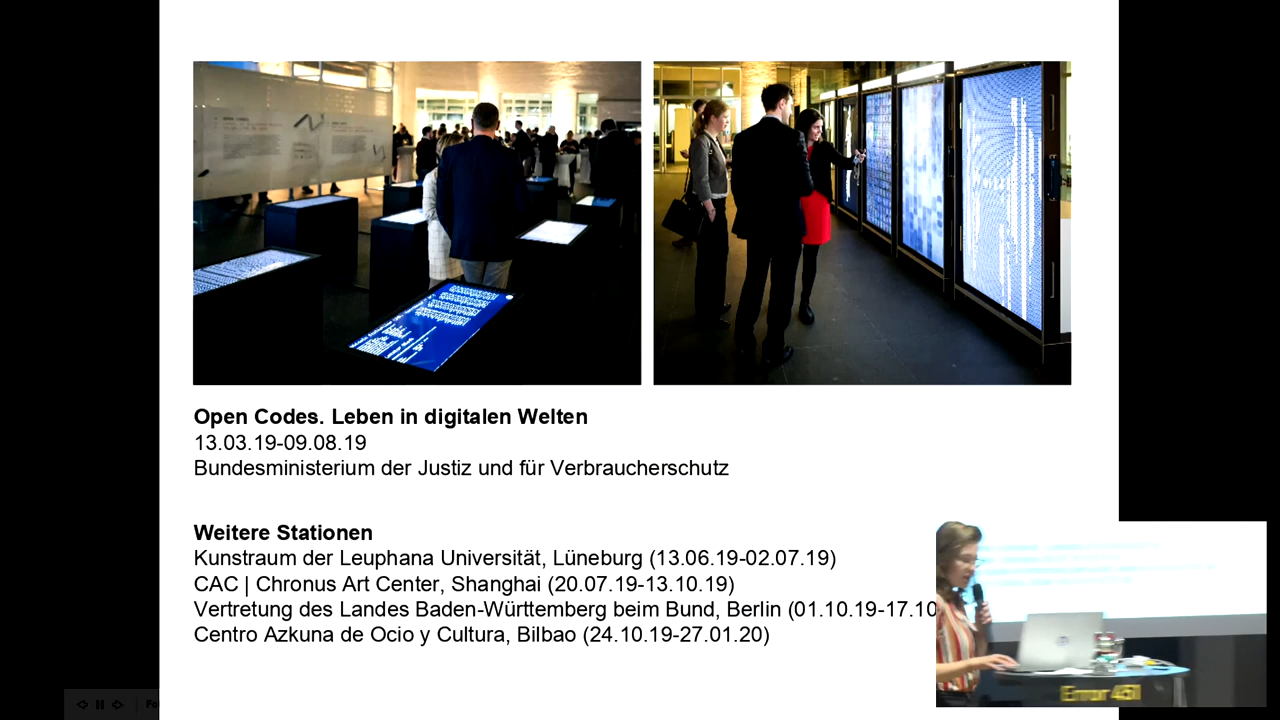 Open Codes. Leben in digitalen Welten
13.03.19-09.08.19
Bundesministerium der Justiz und für Verbraucherschutz
Weitere Stationen
Kunstraum der Leuphana Universität, Lüneburg (13.06.19-02.07.19)
CAC | Chronus Art Center, Shanghai (20.07.19-13.10.19)
Vertretung des Landes Baden-Württemberg beim Bund, Berlin (01.10.19-17.10
Centro Azkuna de Ocio y Cultura, Bilbao (24.10.19-27.01.20)
Error 451